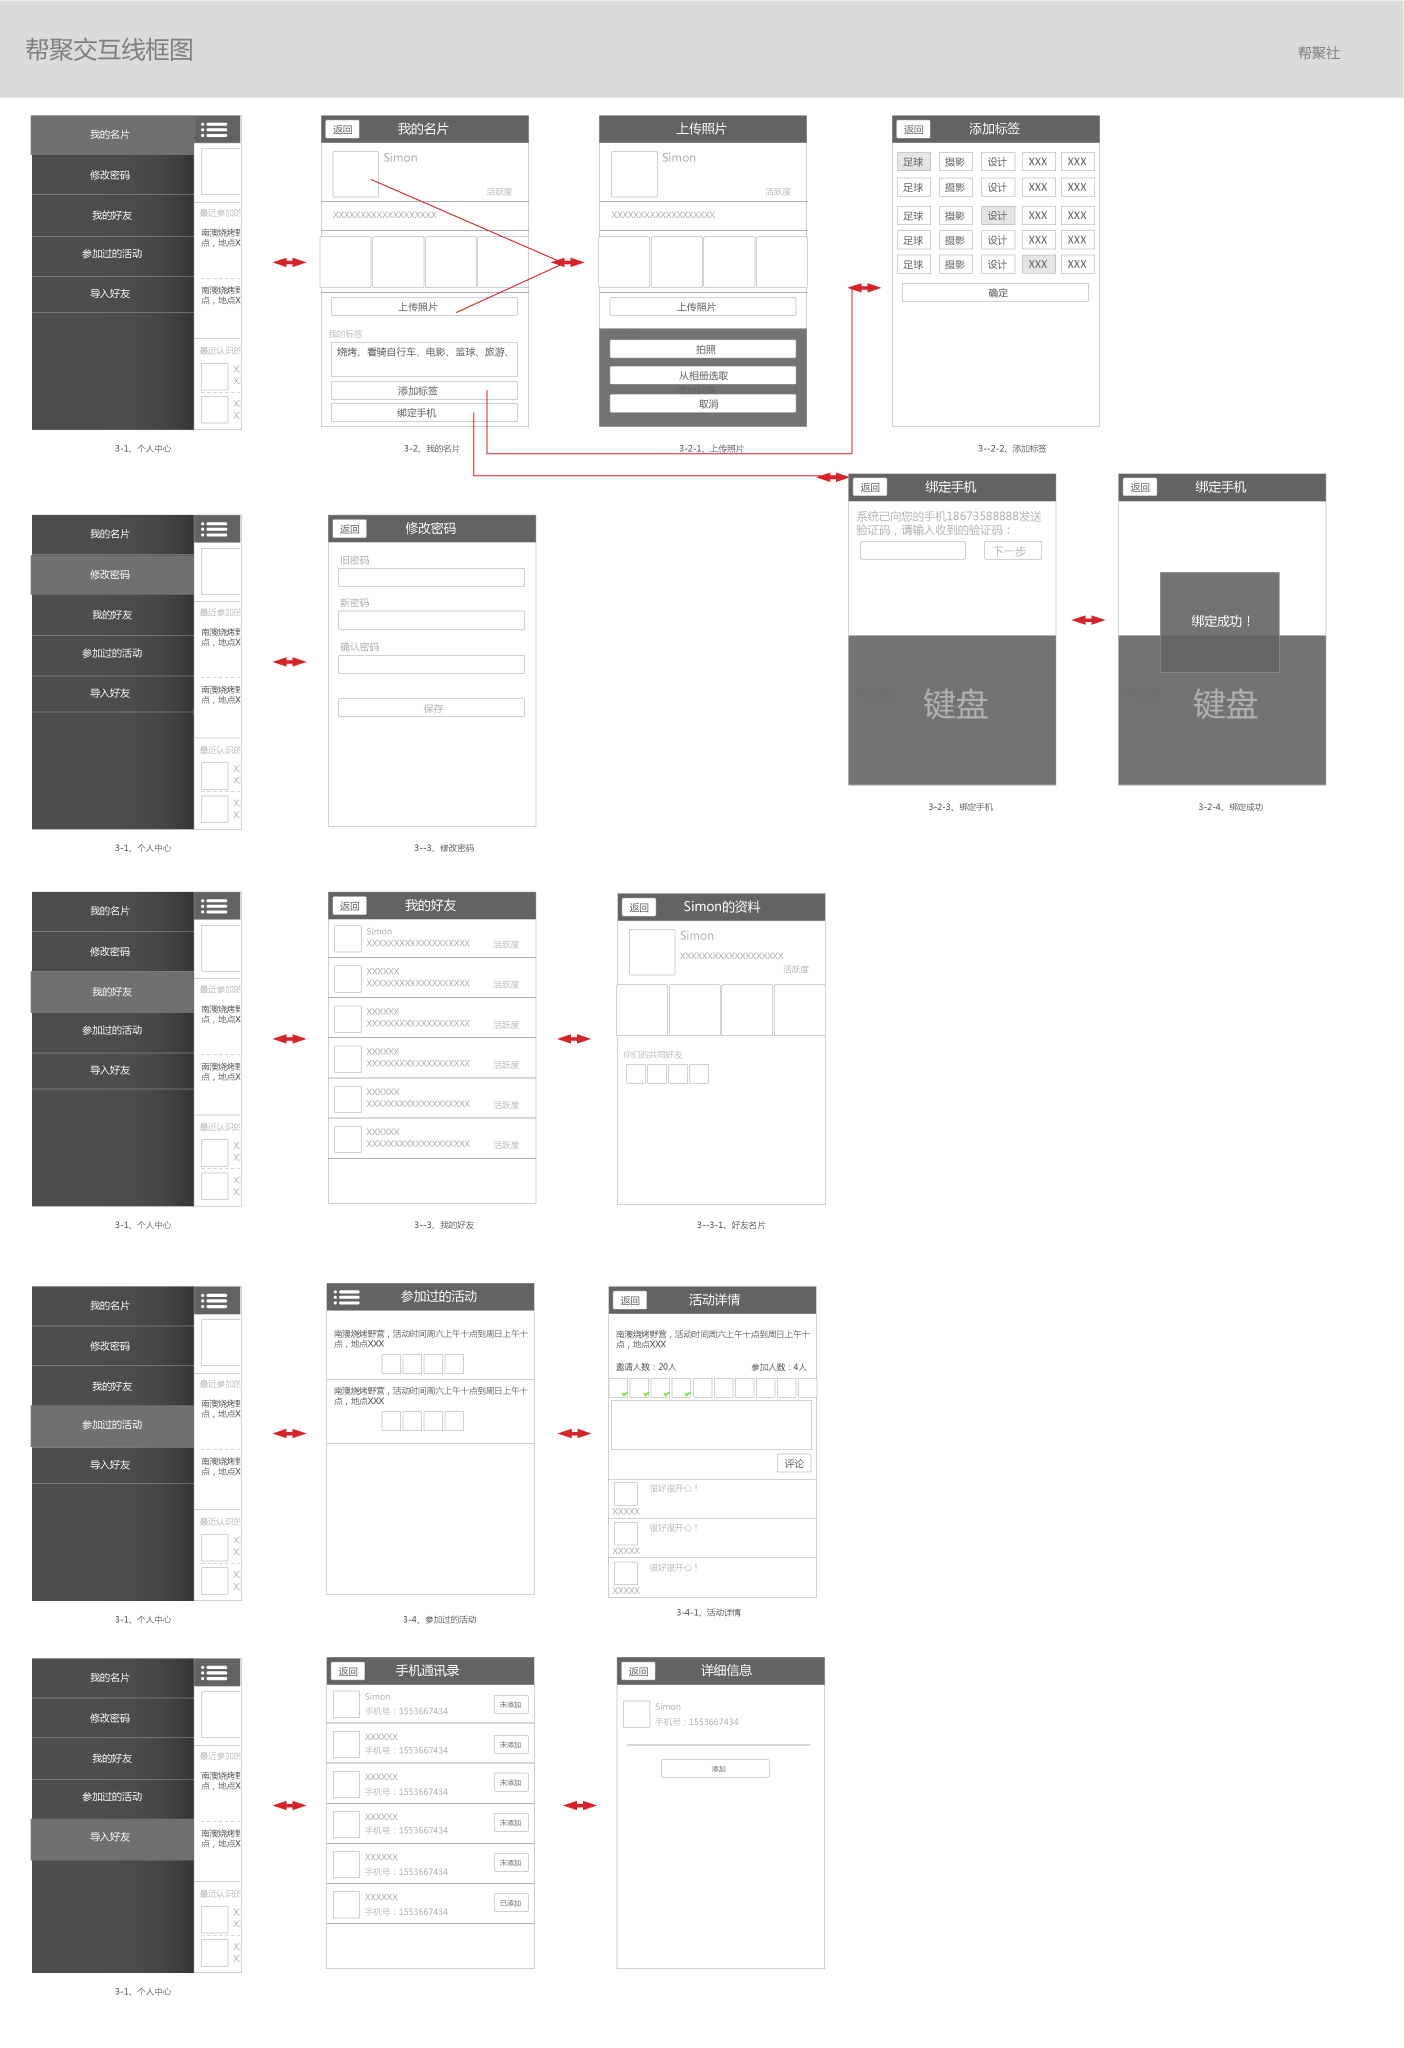 帮聚交互线框图
帮聚社
我的名片
修改密码
我的好友
参加过的活动
导入好友
最近参加的
南澳烧烤野
点，地点X
南澳烧烤野
点，地点X
最近认识的
X
X
X
X
3-1、个人中心
返回
我的名片
Simon
活跃度
XXXXXXXXXXXXXXXXXXX
上传照片
我的标签
烧烤、看骑自行车、电影、篮球、旅游、
添加标签
绑定手机
3-2、我的名片
上传照片
Simon
活跃度
XXXXXXXXXXXXXXXXXXX
上传照片
拍照
从相册选取
取消
3-2-1、上传照片
返回
添加标签
足球 摄影 设计 XXX XXX
足球 摄影 设计 XXX XXX
足球 摄影 设计 XXX XXX
足球 摄影 设计 XXX XXX
足球 摄影 设计 XXX XXX
确定
3--2-2、添加标签
返回
绑定手机
系统已向您的手机18673588888发送
验证码，请输入收到的验证码：
下一步
键盘
3-2-3、绑定手机
返回
绑定手机
绑定成功！
键盘
3-2-4、绑定成功
我的名片
修改密码
我的好友
参加过的活动
导入好友
最近参加的
南澳烧烤野
点，地点X
南澳烧烤野
点，地点X
最近认识的
X
X
X
X
3-1、个人中心
返回
修改密码
旧密码
新密码
确认密码
保存
3--3、修改密码
我的名片
修改密码
我的好友
参加过的活动
导入好友
最近参加的
南澳烧烤野
点，地点X
南澳烧烤野
点，地点X
最近认识的
X
X
X
X
3-1、个人中心
返回
我的好友
Simon
XXXXXXXXXXXXXXXXXXX 活跃度
XXXXXX
XXXXXXXXXXXXXXXXXXX 活跃度
XXXXXX
XXXXXXXXXXXXXXXXXXX 活跃度
XXXXXX
XXXXXXXXXXXXXXXXXXX 活跃度
XXXXXX
XXXXXXXXXXXXXXXXXXX 活跃度
XXXXXX
XXXXXXXXXXXXXXXXXXX 活跃度
3--3、我的好友
返回
Simon的资料
Simon
XXXXXXXXXXXXXXXXXXX
活跃度
你们的共同好友
3--3-1、好友名片
我的名片
修改密码
我的好友
参加过的活动
导入好友
最近参加的
南澳烧烤野
点，地点X
南澳烧烤野
点，地点X
最近认识的
X
X
X
X
3-1、个人中心
参加过的活动
南澳烧烤野营，活动时间周六上午十点到周日上午十
点，地点XXX
南澳烧烤野营，活动时间周六上午十点到周日上午十
点，地点XXX
3-4、参加过的活动
返回
活动详情
南澳烧烤野营，活动时间周六上午十点到周日上午十
点，地点XXX
邀请人数：20人 参加人数：4人
评论
很好很开心！
XXXXX
很好很开心！
XXXXX
很好很开心！
XXXXX
3-4-1、活动详情
我的名片
修改密码
我的好友
参加过的活动
导入好友
最近参加的
南澳烧烤野
点，地点X
南澳烧烤野
点，地点X
最近认识的
X
X
X
X
3-1、个人中心
返回
手机通讯录
Simon
手机号：1553667434 未添加
XXXXXX
手机号：1553667434 未添加
XXXXXX
手机号：1553667434 未添加
XXXXXX
手机号：1553667434 未添加
XXXXXX
手机号：1553667434 未添加
XXXXXX
手机号：1553667434 已添加
返回
详细信息
Simon
手机号：1553667434
添加